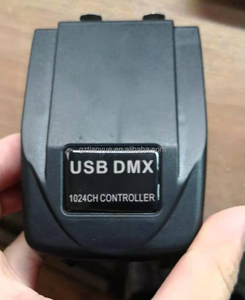 USB DMX
1024CH CONTROLLER